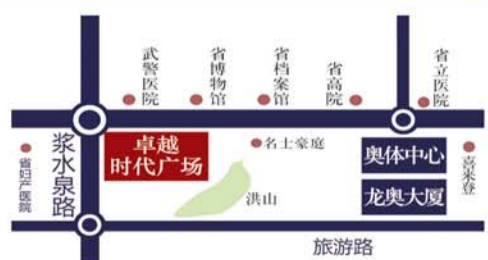 武警医院
省博物馆
省档案馆
省高院
省立医院
浆水泉路
省妇产医院
卓越
时代广场
名士豪庭
奥体中心
龙奥大厦
喜来登
洪山
旅游路